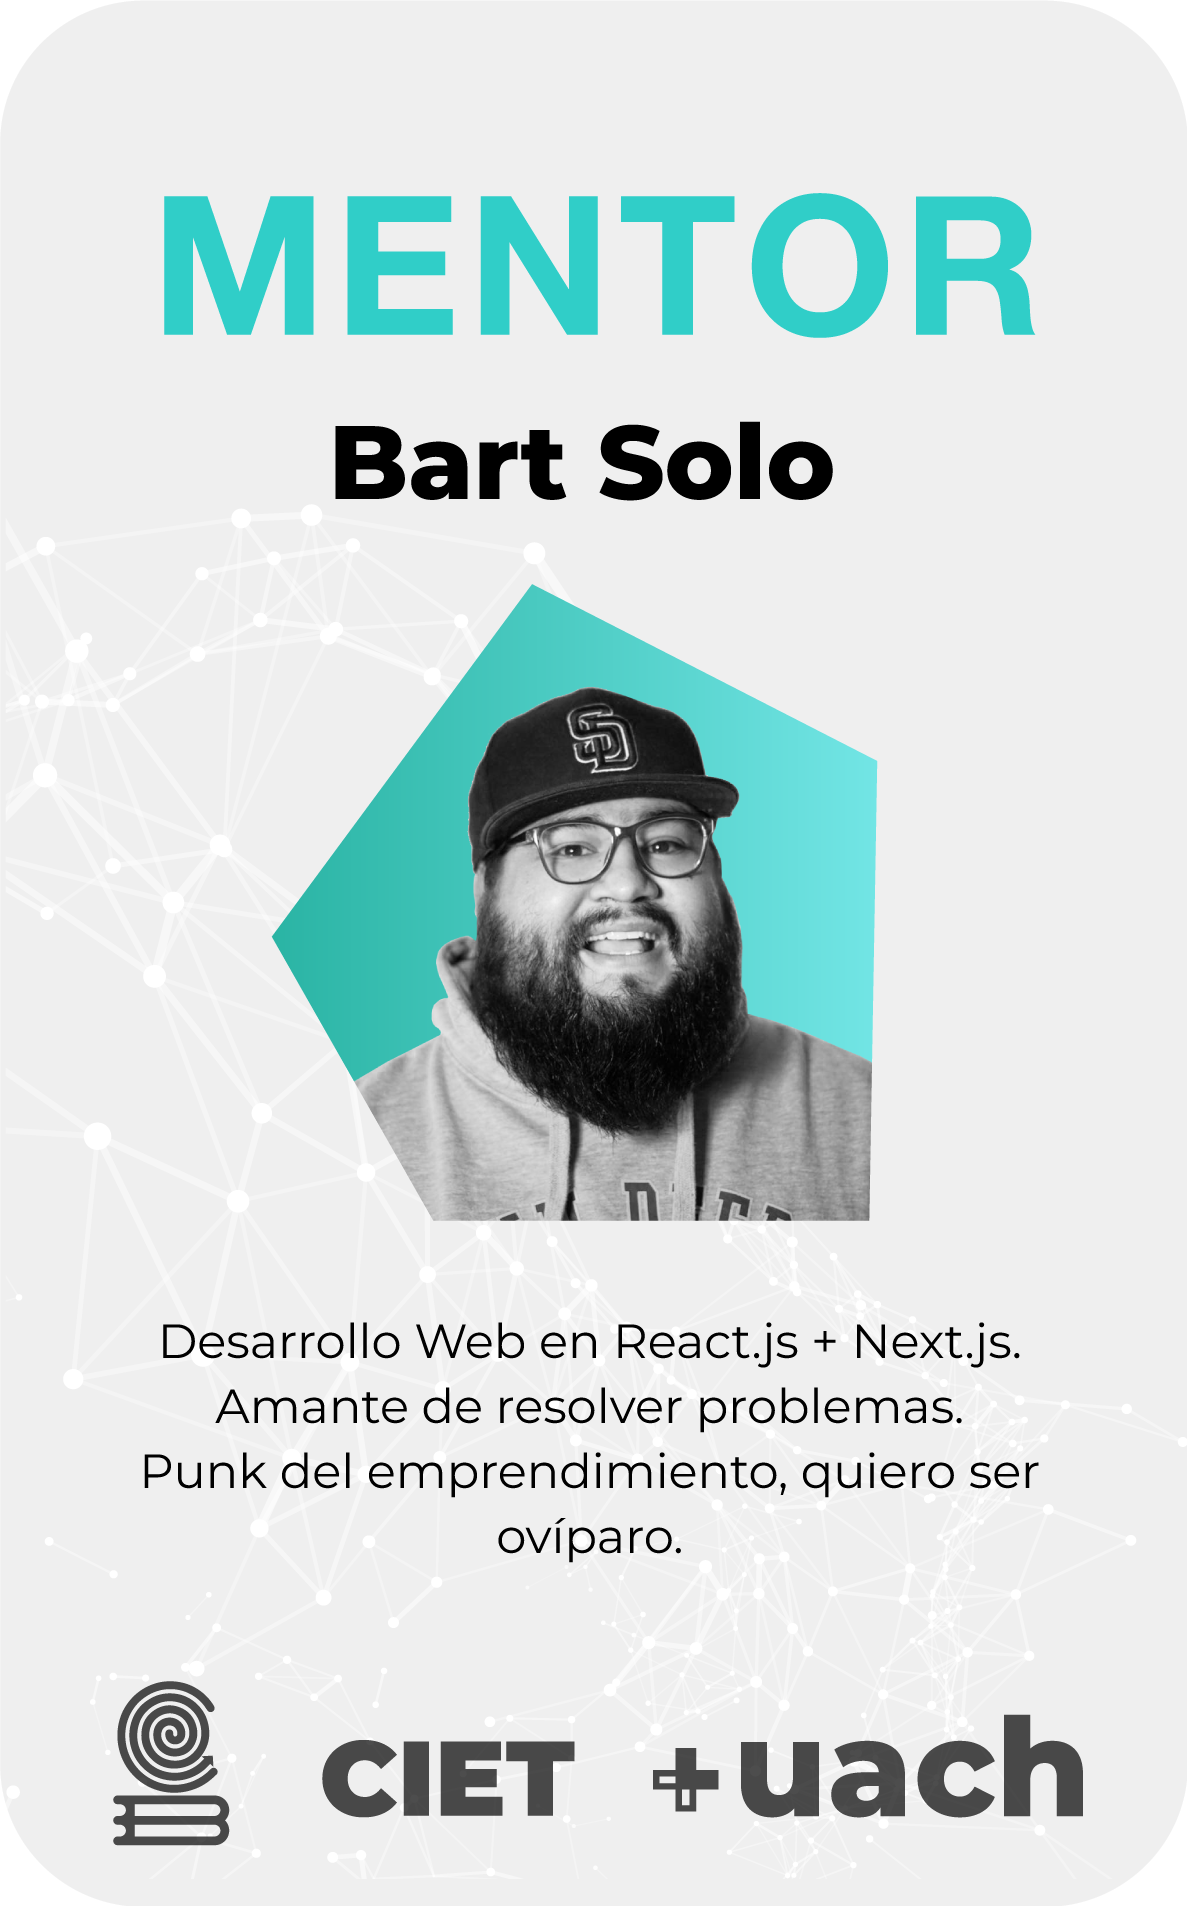 MENTOR
Bart Solo
SD
Desarrollo Web en React.js + Next.js.
Amante de resolver problemas.
Punk del emprendimiento, quiero ser
ovíparo.
CIET
+uach